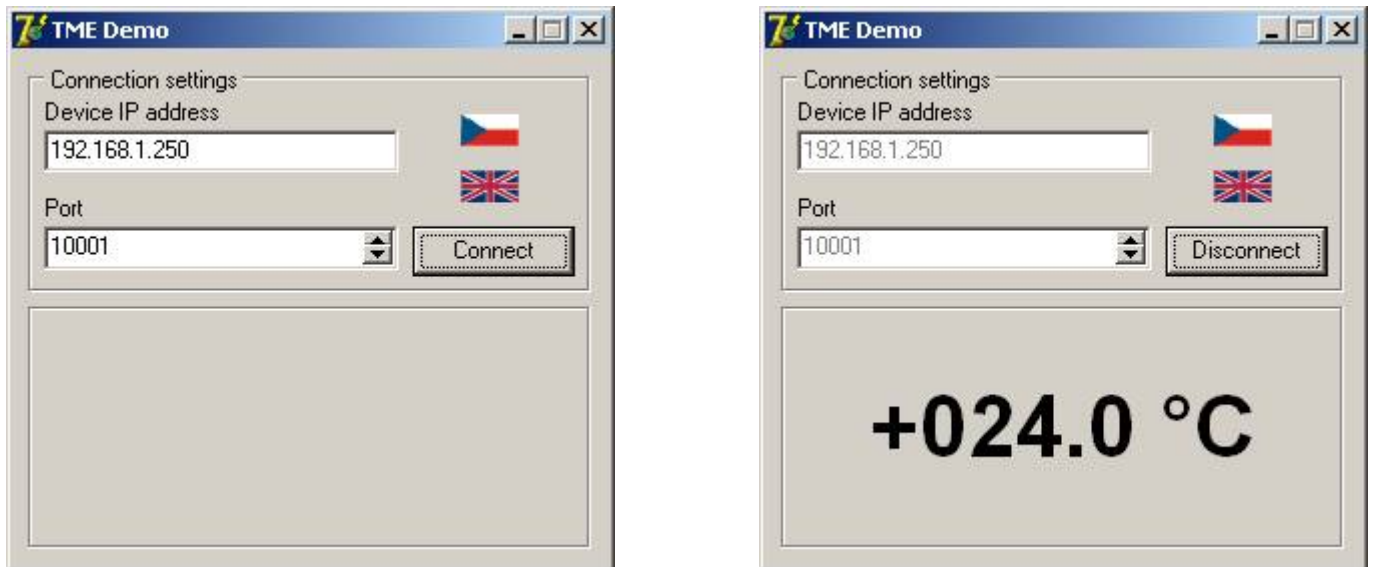 TME Demo
Connection settings
Device IP address
192.168.1.250
Port
10001
Connect
TME Demo
Connection settings
Device IP address
192.168.1.250
Port
10001
Disconnect
+024.0 °C